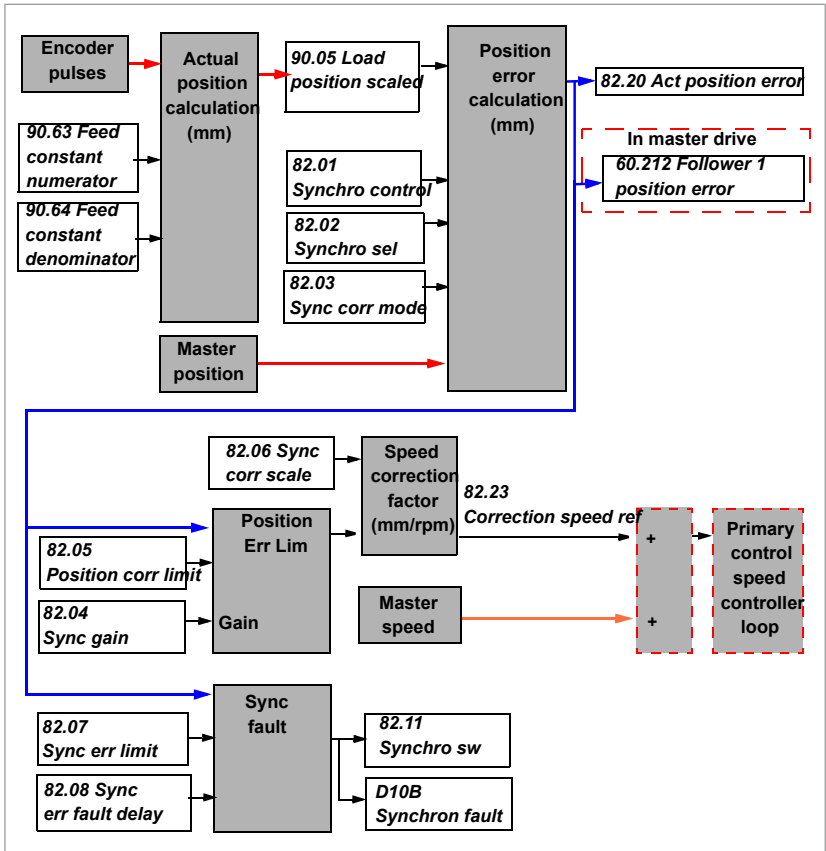 Encoder
pulses
Actual
position
calculation
(mm)
90.05 Load
position scaled
Position
error
calculation
(mm)
82.20 Act position error
In master drive
60.212 Follower 1
position error
90.63 Feed
constant
numerator
90.64 Feed
constant
denominator
82.01
Synchro control
82.02
Synchro sel
82.03
Sync corr mode
Master
position
82.06 Sync
corr scale
Speed
correction
factor
(mm/rpm)
82.23
Correction speed ref
Position
Err Lim
Gain
82.05
Position corr limit
82.04
Sync gain
Master
speed
+
+
Primary
control
speed
controller
loop
Sync
fault
82.07
Sync err limit
82.08 Sync
err fault delay
82.11
Synchro sw
D10B
Synchron fault